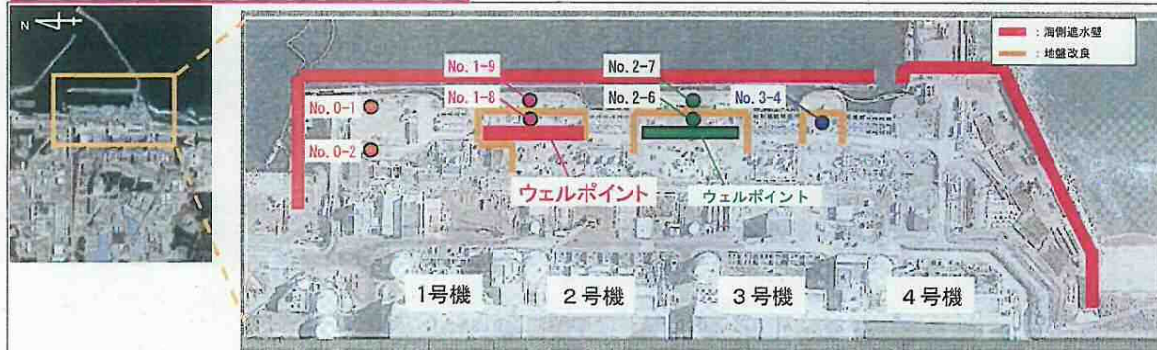 N
：海側遮水壁
：地盤改良
No. 1-9
No. 2-7
No. 1-8
No. 2-6
No. 3-4
No. 0-1
No. 0-2
ウェルポイント
ウェルポイント
1号機
2号機
3号機
4号機